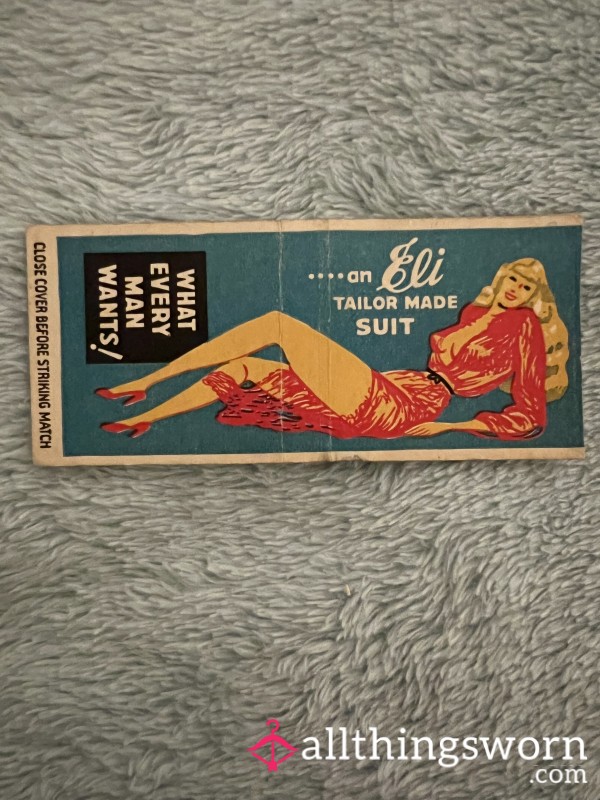 CLOSE COVER BEFORE STRIKING MATCH
WHAT
EVERY
MAN
WANTS!
....an Eli
TAILOR MADE
SUIT
allthingsworn
.com